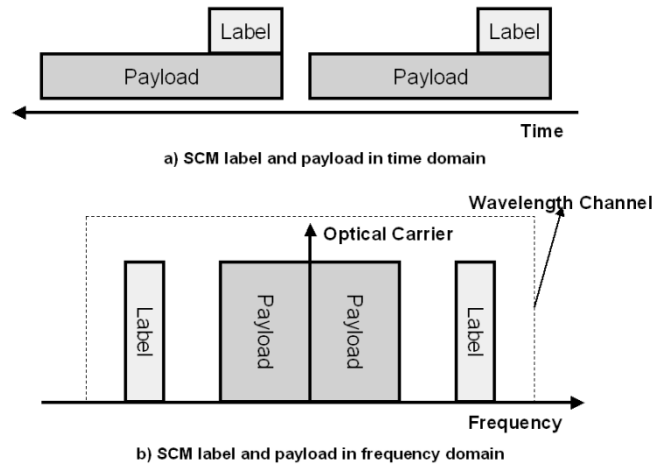 Label Label
Payload Payload
Time
a) SCM label and payload in time domain
Wavelength Channel
Optical Carrier
Label Payload Payload Label
Frequency
b) SCM label and payload in frequency domain